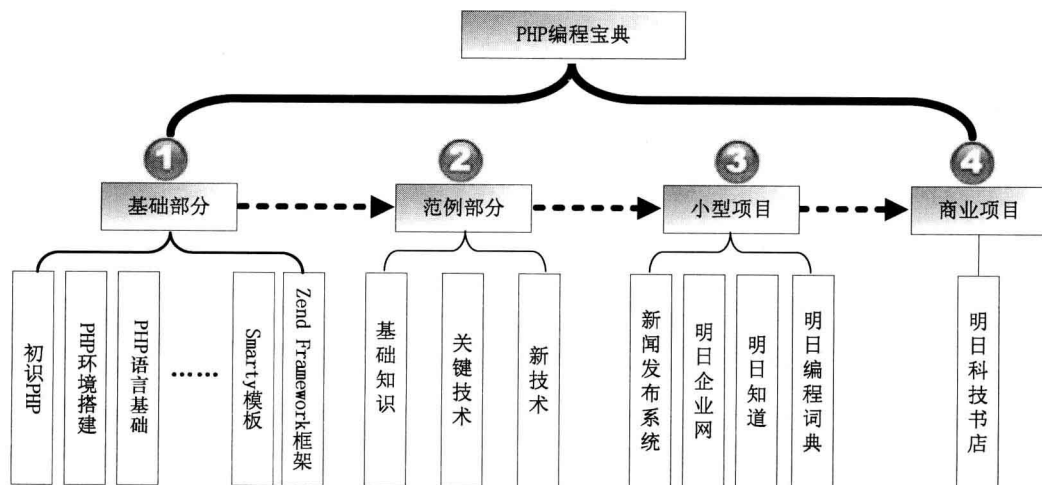 PHP编程宝典
1
2
3
4
基础部分
范例部分
小型项目
商业项目
初识PHP
PHP环境搭建
PHP语言基础
……
Smarty模板
Zend Framework框架
基础知识
关键技术
新技术
新闻发布系统
明日企业网
明日知道
明日编程词典
明日科技书店